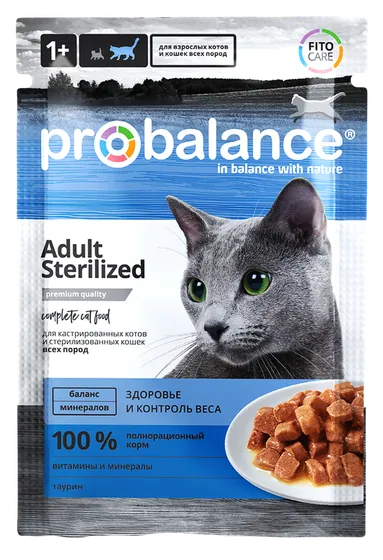 1+
для взрослых котов
и кошек всех пород
FITO
CARE
probalance®
in balance with nature
Adult
Sterilized
premium quality
complete cat food
для кастрированных котов
и стерилизованных кошек
всех пород
баланс
минералов
ЗДОРОВЬЕ
И КОНТРОЛЬ ВЕСА
100 %
полнорационный
корм
витамины и минералы
таурин